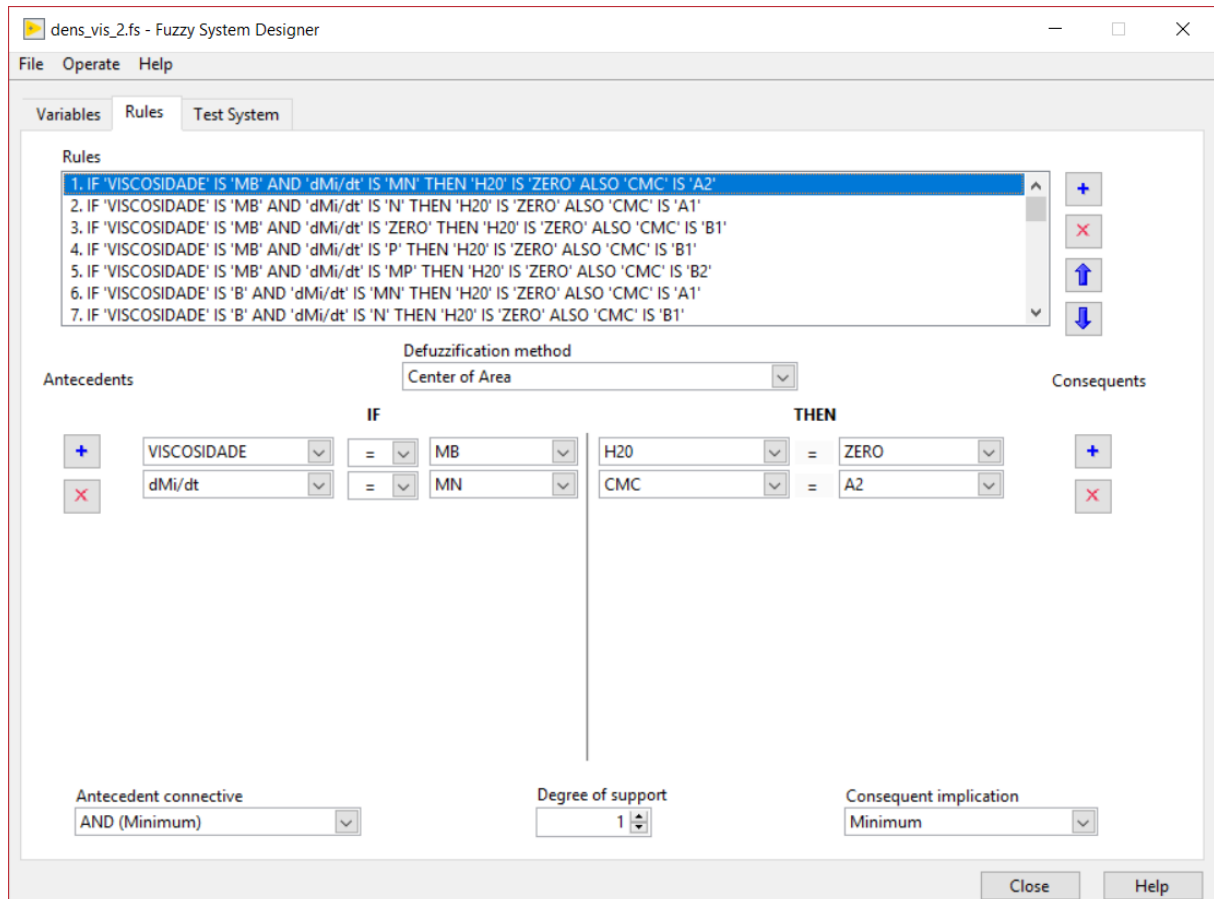 dens_vis_2.fs - Fuzzy System Designer
File Operate Help
Variables Rules Test System
Rules
1. IF 'VISCOSIDADE' IS 'MB' AND 'dMi/dt' IS 'MN' THEN 'H20' IS 'ZERO' ALSO 'CMC' IS 'A2'
2. IF 'VISCOSIDADE' IS 'MB' AND 'dMi/dt' IS 'N' THEN 'H20' IS 'ZERO' ALSO 'CMC' IS 'A1'
3. IF 'VISCOSIDADE' IS 'MB' AND 'dMi/dt' IS 'ZERO' THEN 'H20' IS 'ZERO' ALSO 'CMC' IS 'B1'
4. IF 'VISCOSIDADE' IS 'MB' AND 'dMi/dt' IS 'P' THEN 'H20' IS 'ZERO' ALSO 'CMC' IS 'B1'
5. IF 'VISCOSIDADE' IS 'MB' AND 'dMi/dt' IS 'MP' THEN 'H20' IS 'ZERO' ALSO 'CMC' IS 'B2'
6. IF 'VISCOSIDADE' IS 'B' AND 'dMi/dt' IS 'MN' THEN 'H20' IS 'ZERO' ALSO 'CMC' IS 'A1'
7. IF 'VISCOSIDADE' IS 'B' AND 'dMi/dt' IS 'N' THEN 'H20' IS 'ZERO' ALSO 'CMC' IS 'B1'
Defuzzification method
Antecedents Center of Area Consequents
IF THEN
VISCOSIDADE = MB H20 = ZERO
dMi/dt = MN CMC = A2
Antecedent connective Degree of support Consequent implication
AND (Minimum) 1 Minimum
Close Help